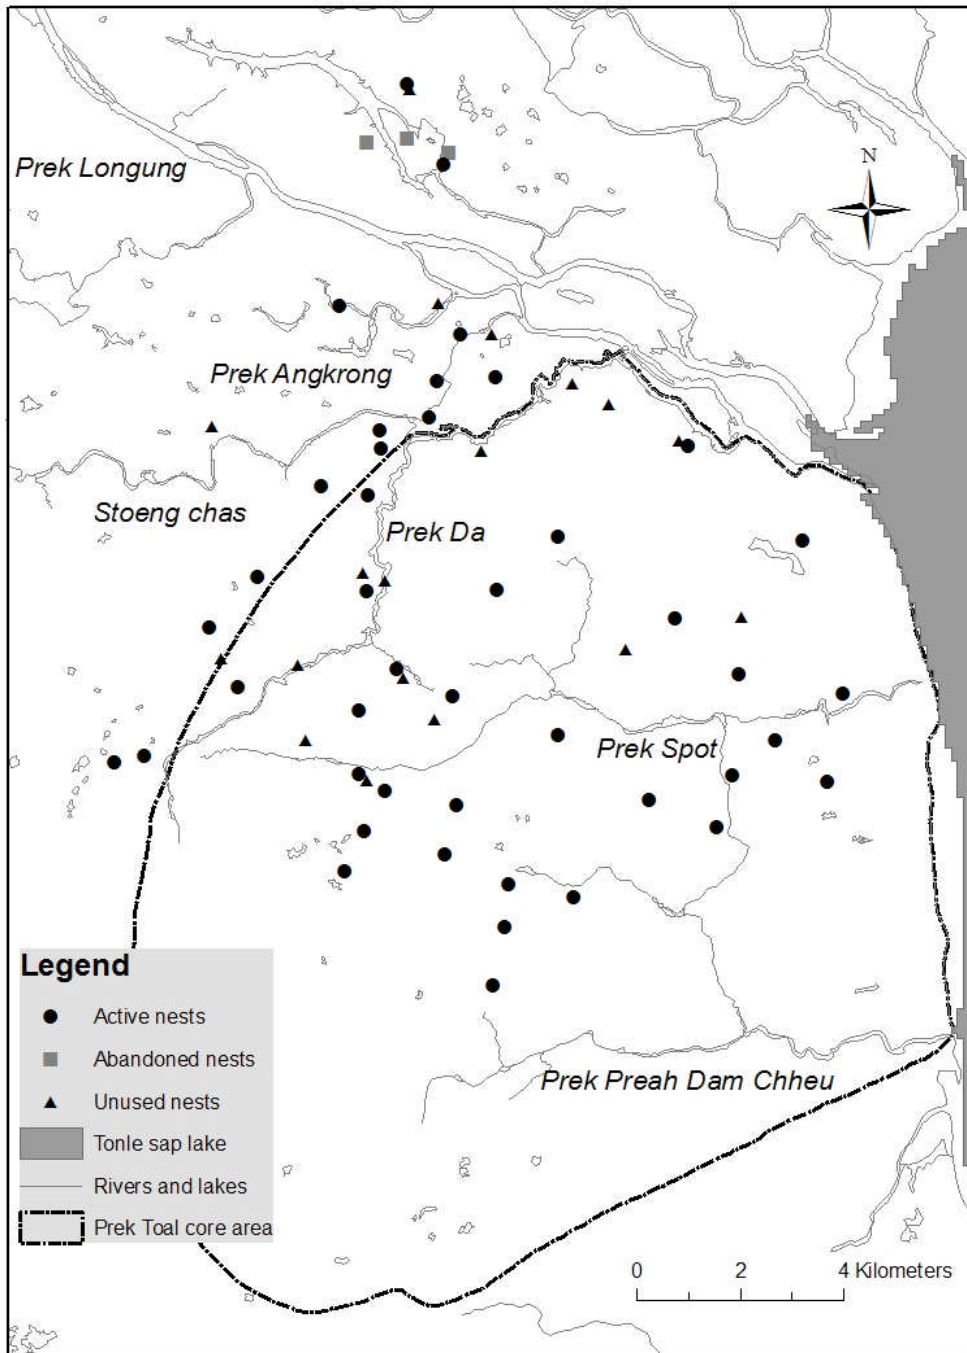 N
Prek Longung
Prek Angkrong
Stoeng chas
Prek Da
Prek Spot
Legend
Active nests
Abandoned nests
Unused nests
Tonle sap lake
Rivers and lakes
Prek Toal core area
Prek Preah Dam Chheu
0 2 4 Kilometers